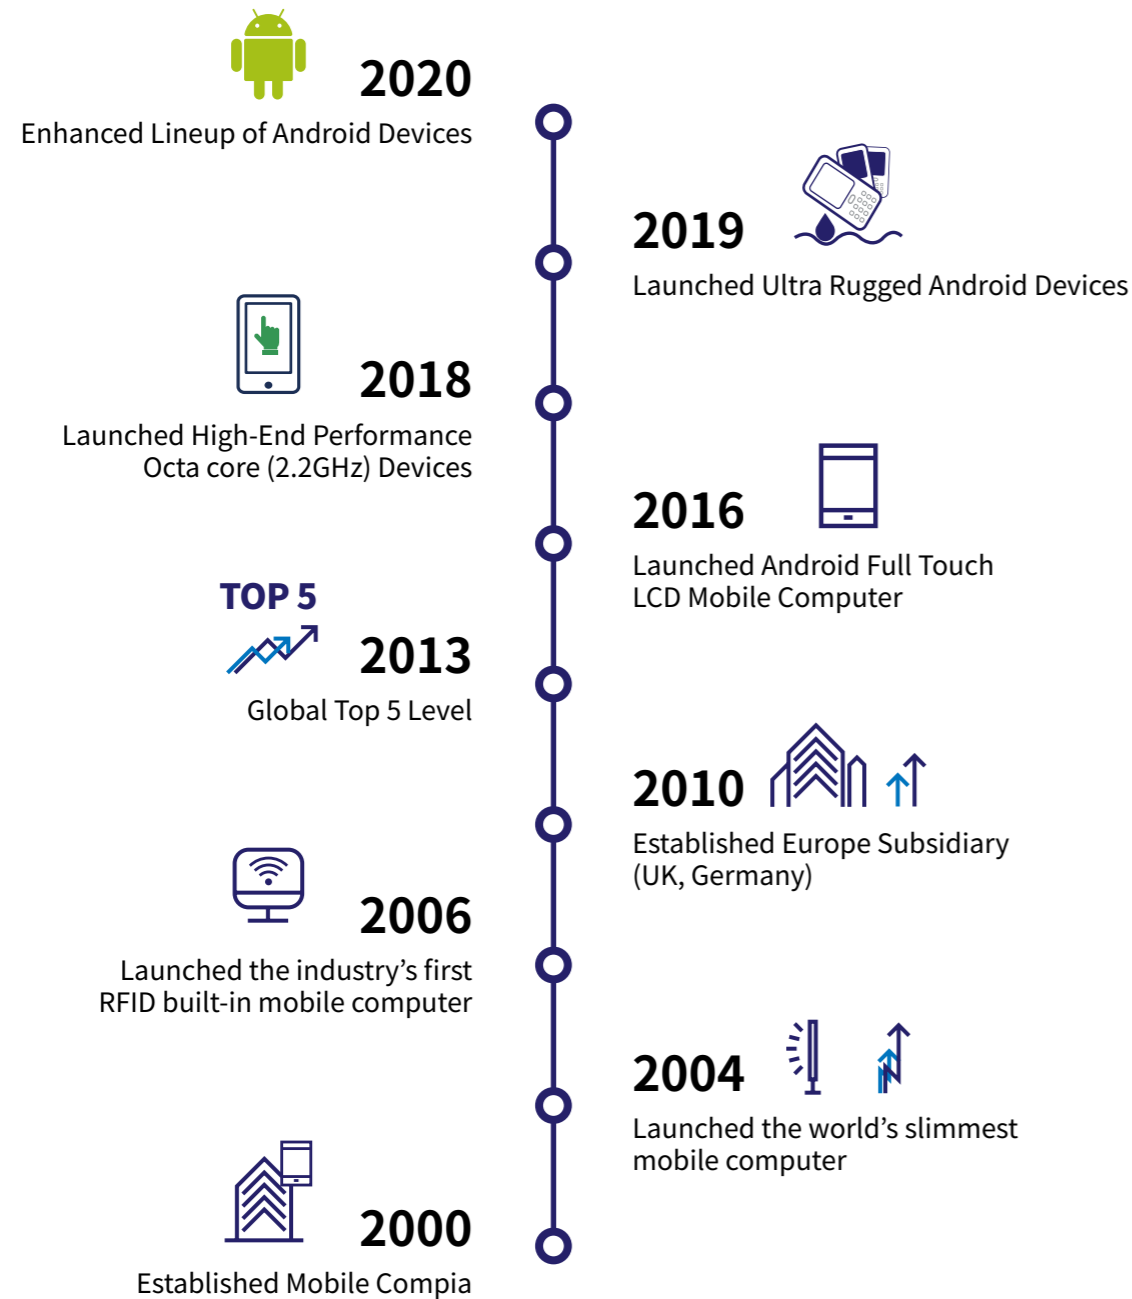 2020
Enhanced Lineup of Android Devices
2019
Launched Ultra Rugged Android Devices
2018
Launched High-End Performance
Octa core (2.2GHz) Devices
2016
Launched Android Full Touch
LCD Mobile Computer
TOP 5
2013
Global Top 5 Level
2010
Established Europe Subsidiary
(UK, Germany)
2006
Launched the industry’s first
RFID built-in mobile computer
2004
Launched the world’s slimmest
mobile computer
2000
Established Mobile Compia